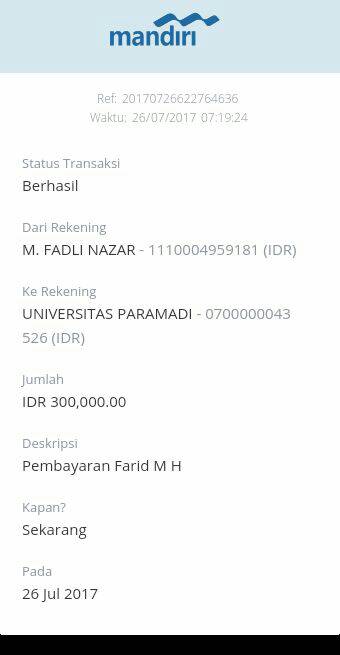 mandiri
Ref: 20170726622764636
Waktu: 26/07/2017 07:19:24
Status Transaksi
Berhasil
Dari Rekening
M. FADLI NAZAR - 1110004959181 (IDR)
Ke Rekening
UNIVERSITAS PARAMADI - 0700000043
526 (IDR)
Jumlah
IDR 300,000.00
Deskripsi
Pembayaran Farid M H
Kapan?
Sekarang
Pada
26 Jul 2017